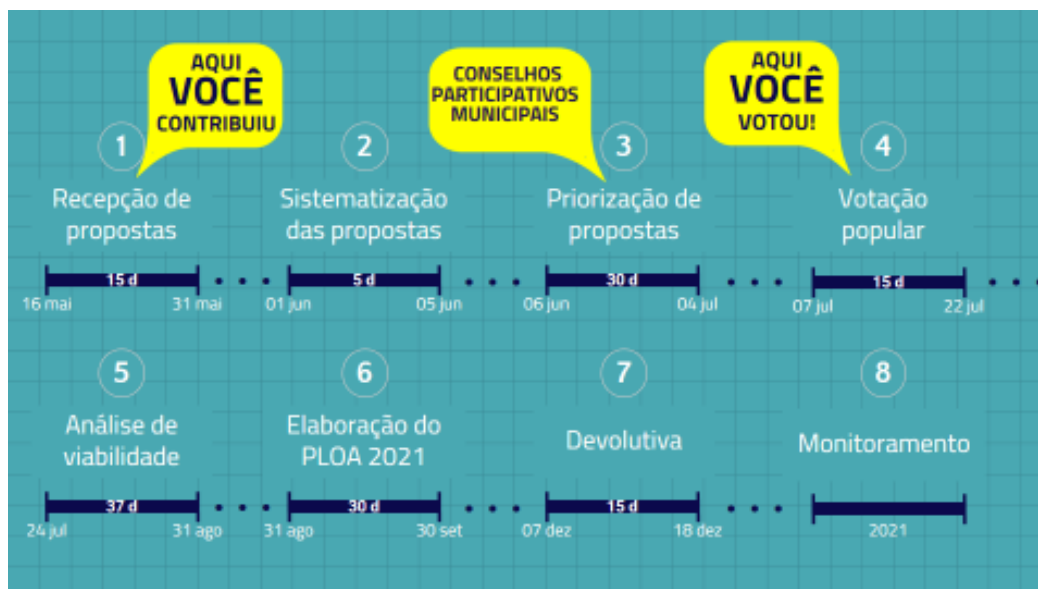 AQUI
VOCÊ
CONTRIBUIU
CONSELHOS
PARTICIPATIVOS
MUNICIPAIS
AQUI
VOCÊ
VOTOU!
1
Recepção de
propostas
15 d
16 mai
31 mai
2
Sistematização
das propostas
5 d
01 jun
05 jun
3
Priorização de
propostas
30 d
06 jun
04 jul
4
Votação
popular
15 d
07 jul
22 jul
5
Análise de
viabilidade
37 d
24 jul
31 ago
6
Elaboração do
PLOA 2021
30 d
31 ago
30 set
7
Devolutiva
15 d
07 dez
18 dez
8
Monitoramento
2021